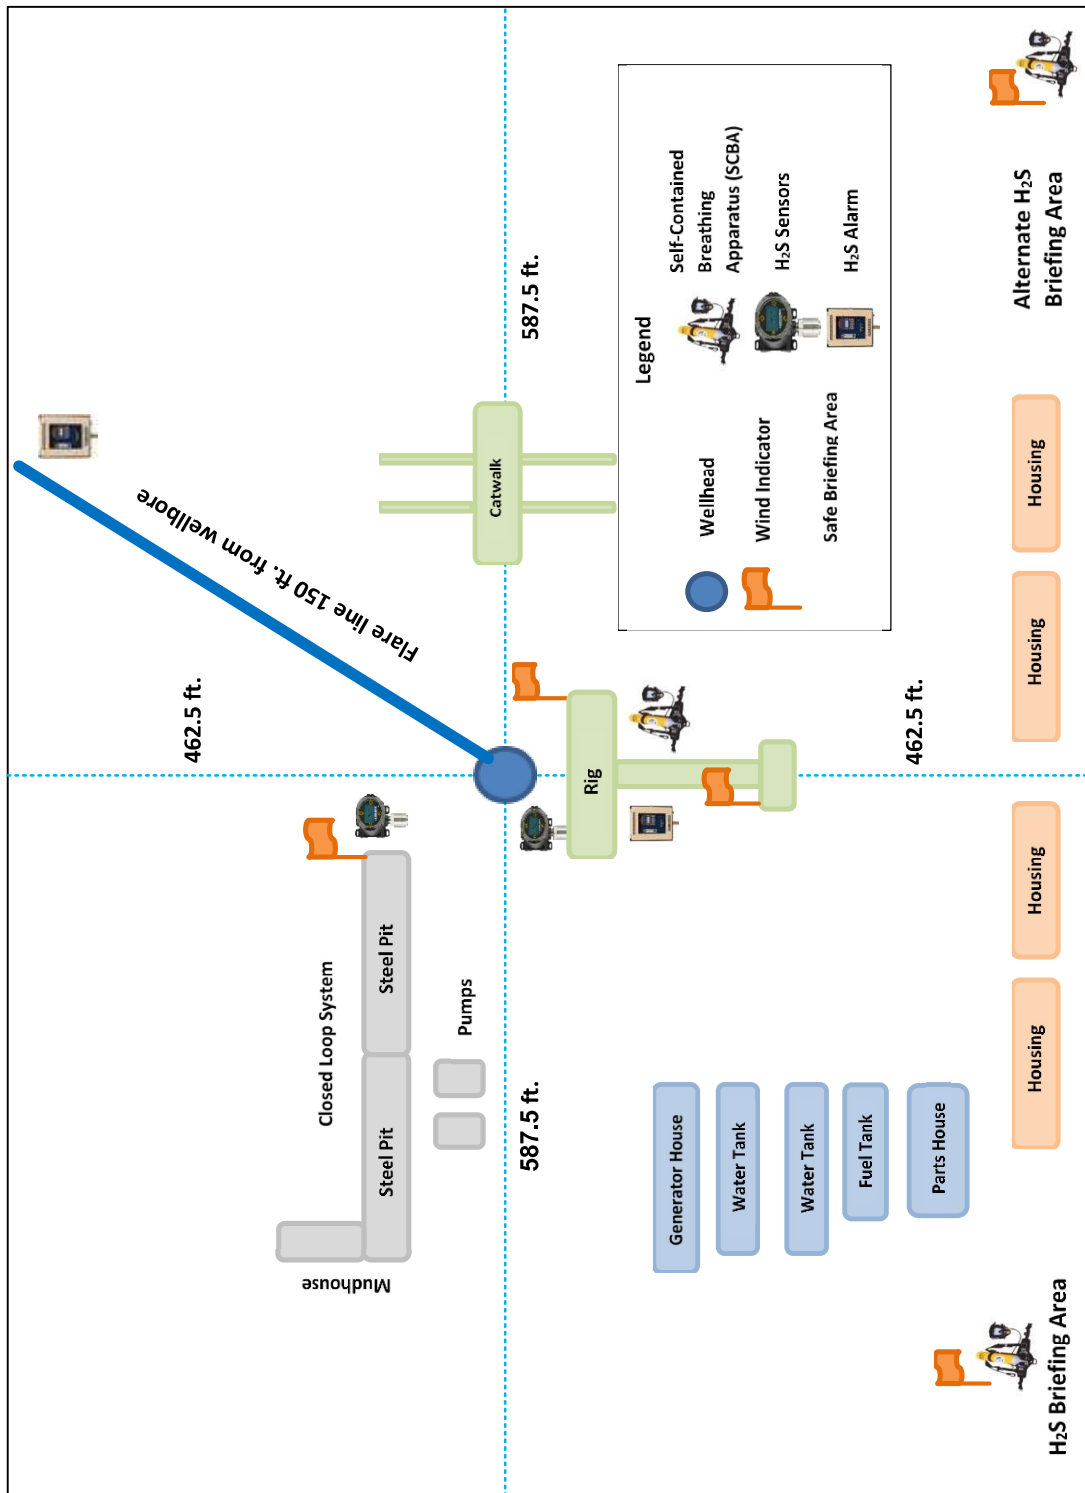 Flare line 150 ft. from wellbore
462.5 ft.
587.5 ft.
Catwalk
Closed Loop System
Steel Pit
Steel Pit
Mudhouse
Pumps
587.5 ft.
Rig
462.5 ft.
Legend
Wellhead
Wind Indicator
Safe Briefing Area
Self-Contained
Breathing
Apparatus (SCBA)
H₂S Sensors
H₂S Alarm
Generator House
Water Tank
Water Tank
Fuel Tank
Parts House
Housing
Housing
Housing
Housing
H₂S Briefing Area
Alternate H₂S
Briefing Area